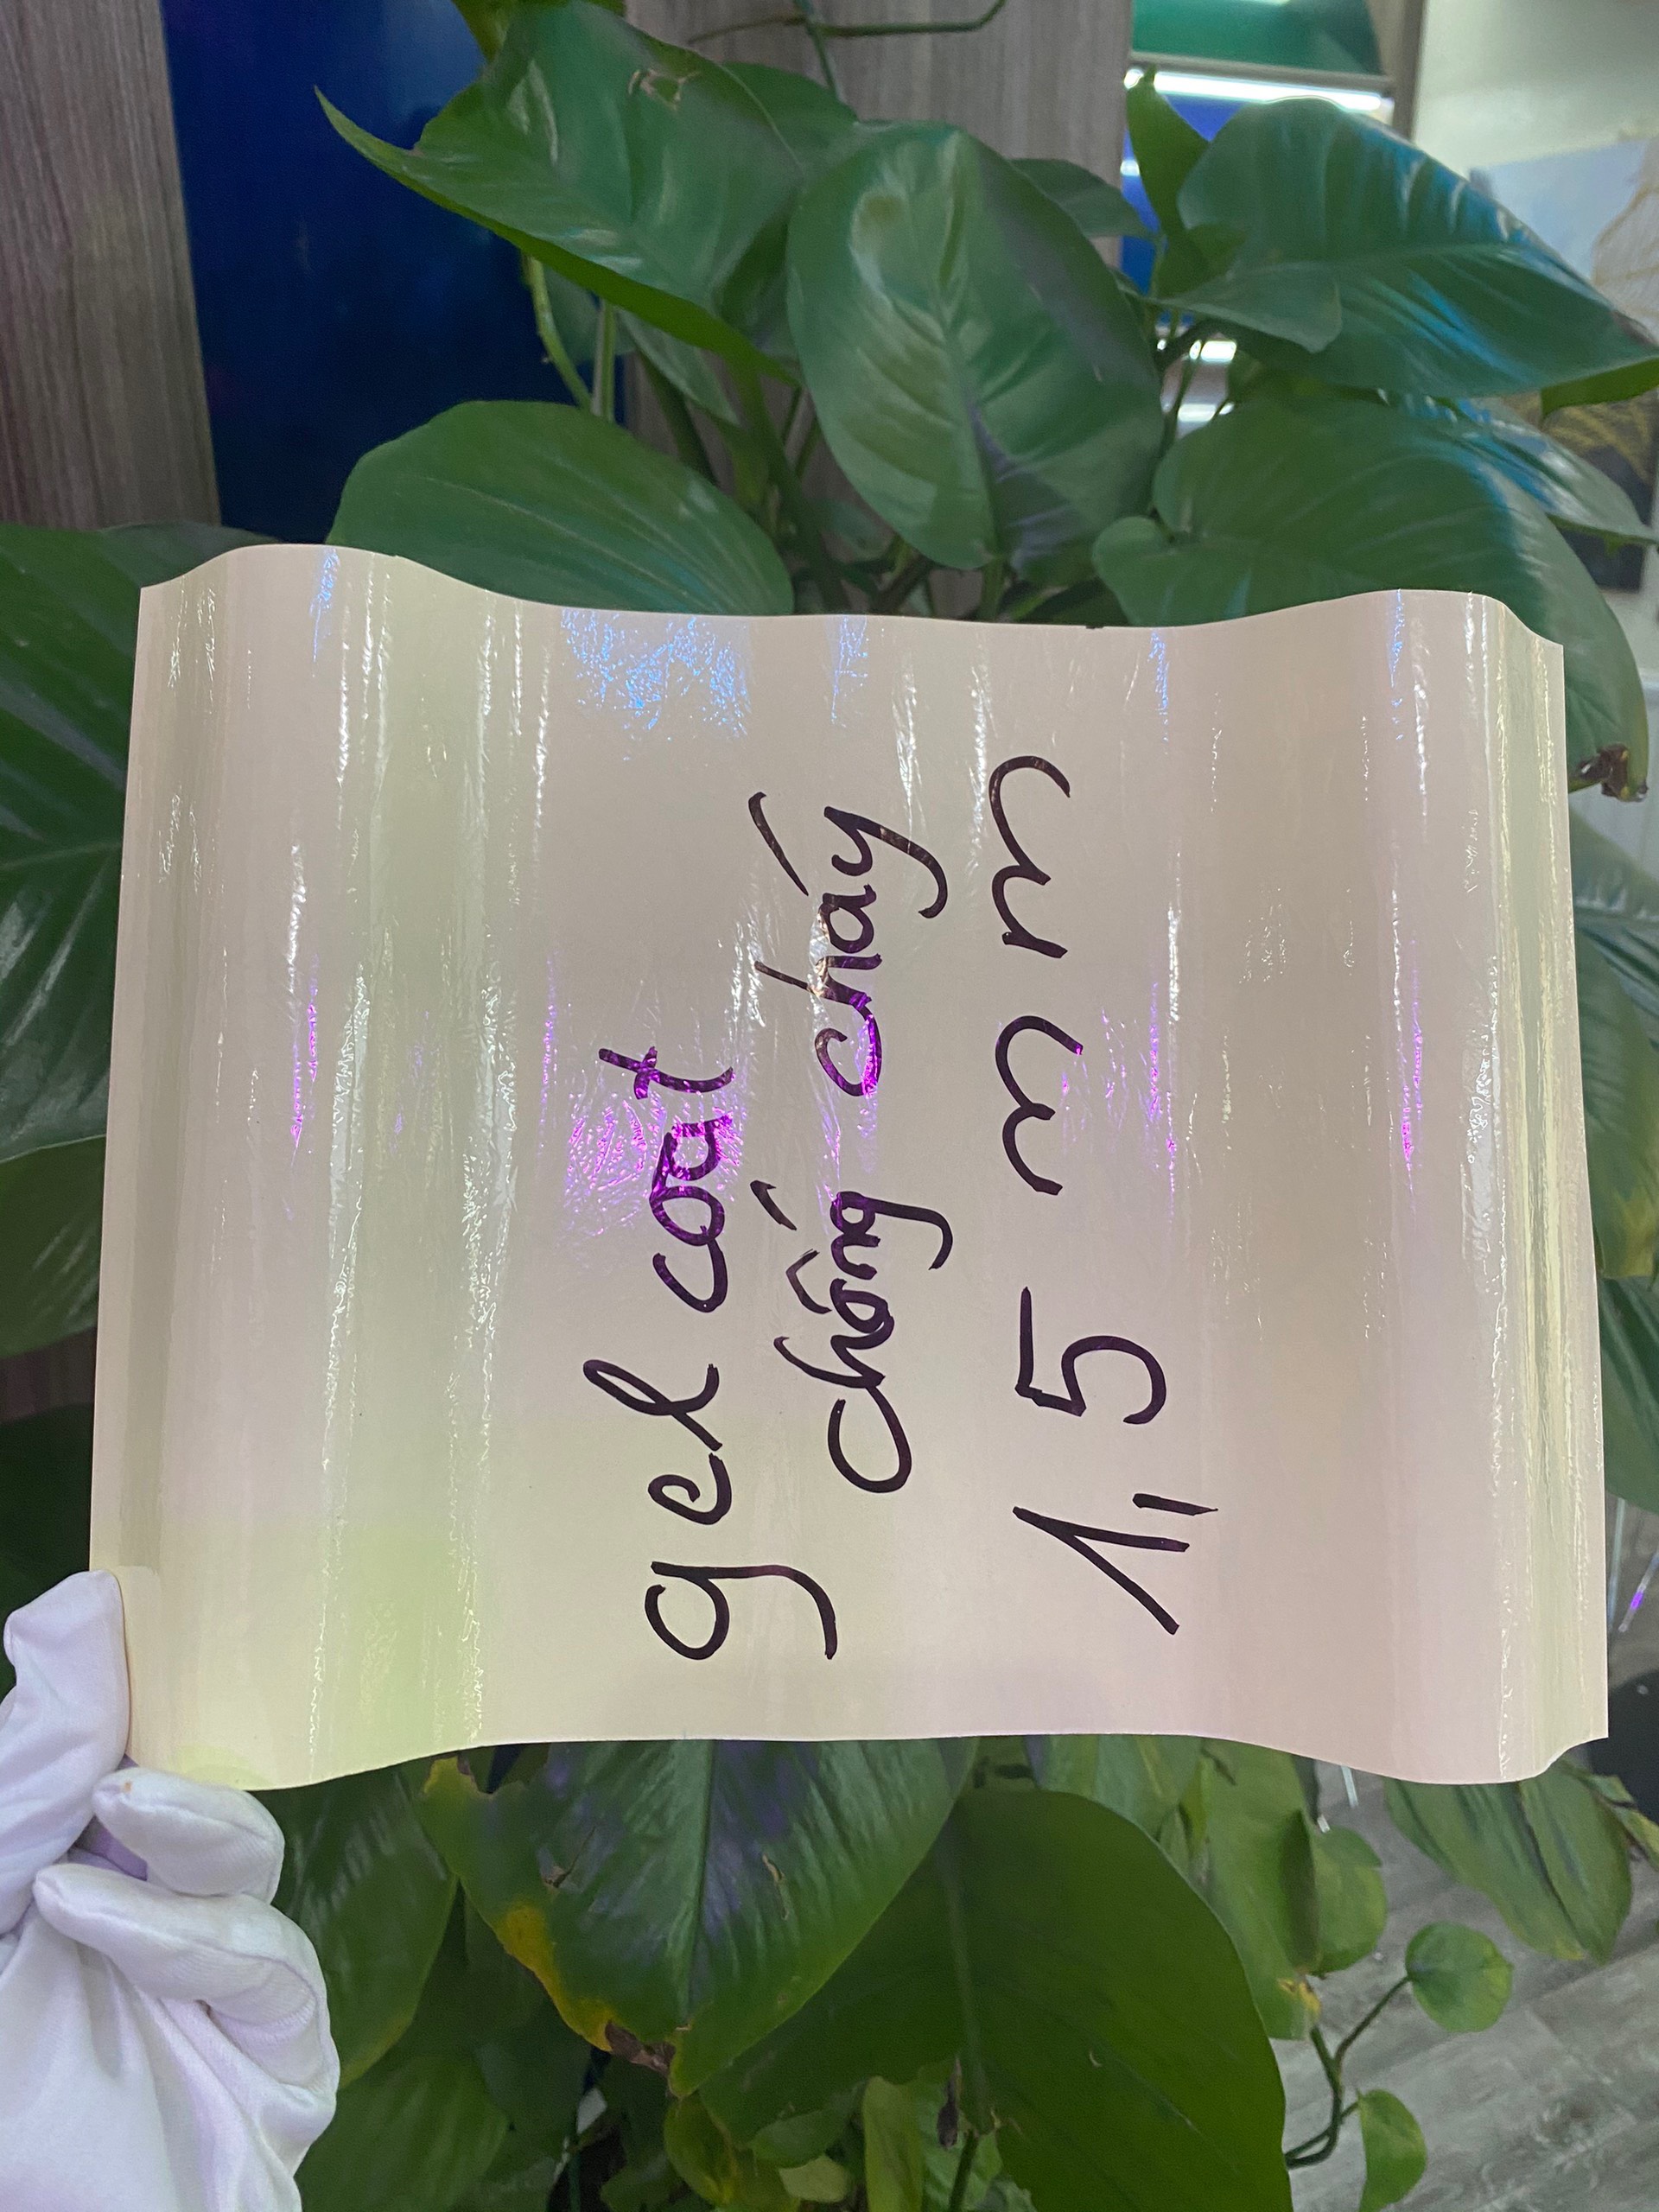 gel coat
chống cháy
1,5 mm